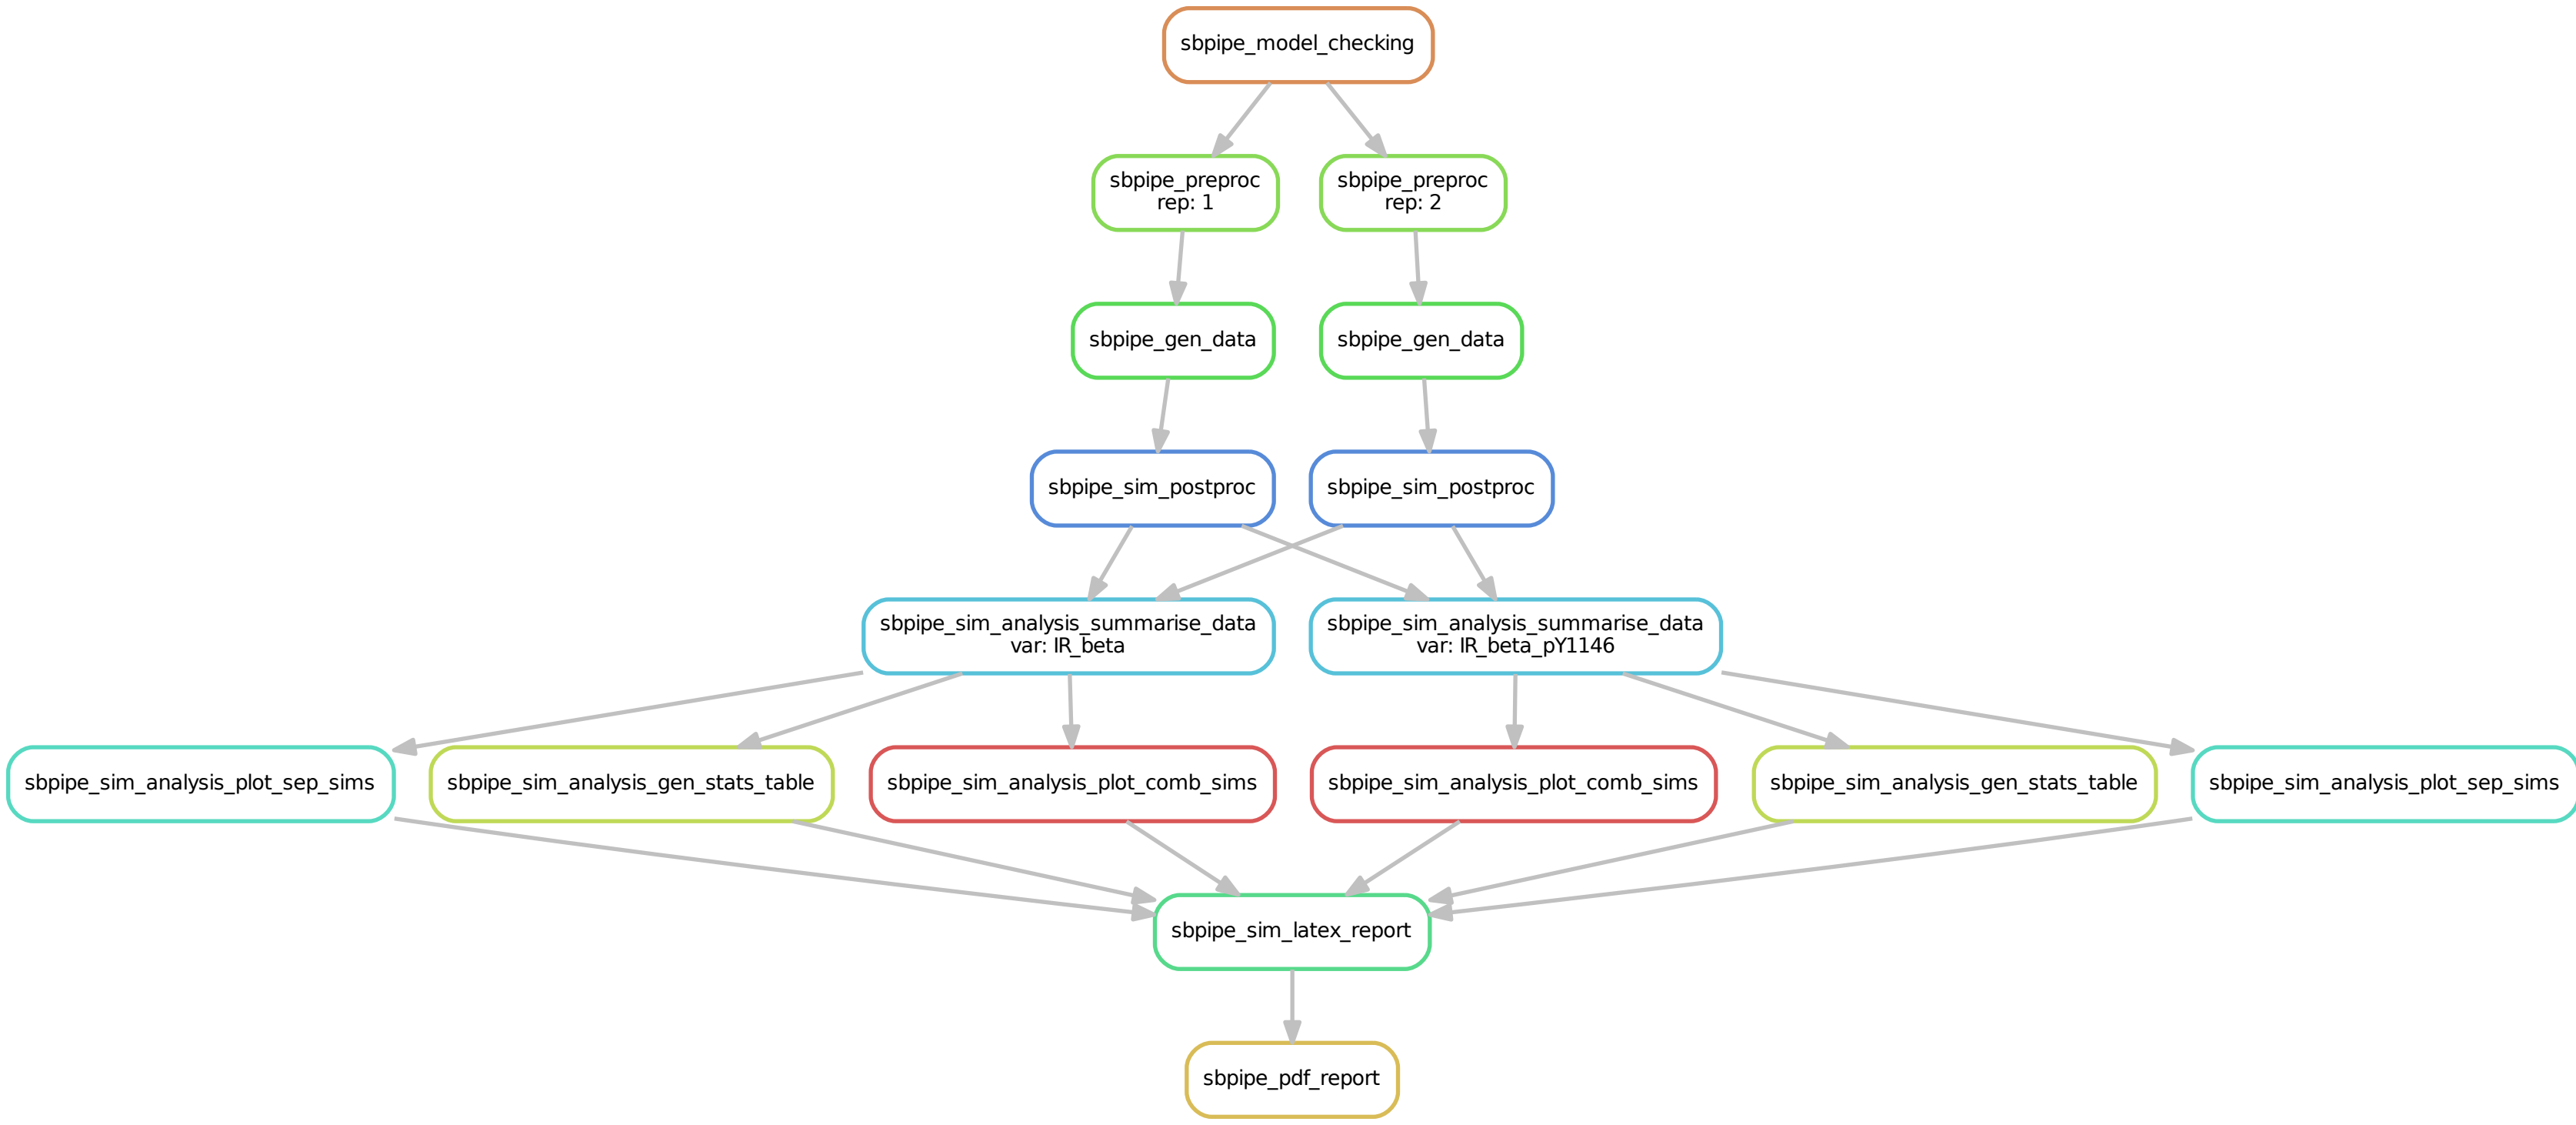 sbpipe_model_checking
sbpipe_preproc
rep: 1
sbpipe_preproc
rep: 2
sbpipe_gen_data
sbpipe_gen_data
sbpipe_sim_postproc
sbpipe_sim_postproc
sbpipe_sim_analysis_summarise_data
var: IR_beta
sbpipe_sim_analysis_summarise_data
var: IR_beta_pY1146
sbpipe_sim_analysis_plot_sep_sims
sbpipe_sim_analysis_gen_stats_table
sbpipe_sim_analysis_plot_comb_sims
sbpipe_sim_analysis_plot_comb_sims
sbpipe_sim_analysis_gen_stats_table
sbpipe_sim_analysis_plot_sep_sims
sbpipe_sim_latex_report
sbpipe_pdf_report